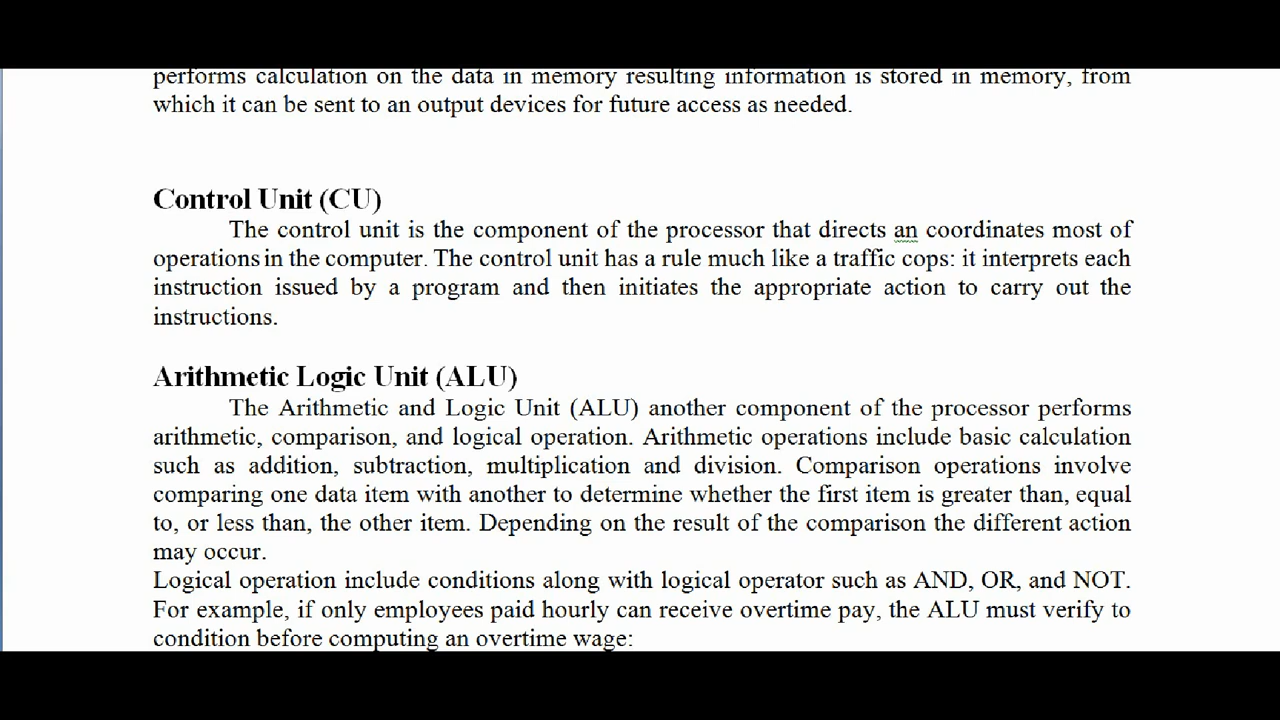 performs calculation on the data in memory resulting information is stored in memory, from
which it can be sent to an output devices for future access as needed.
Control Unit (CU)
The control unit is the component of the processor that directs an coordinates most of
operations in the computer. The control unit has a rule much like a traffic cops: it interprets each
instruction issued by a program and then initiates the appropriate action to carry out the
instructions.
Arithmetic Logic Unit (ALU)
The Arithmetic and Logic Unit (ALU) another component of the processor performs
arithmetic, comparison, and logical operation. Arithmetic operations include basic calculation
such as addition, subtraction, multiplication and division. Comparison operations involve
comparing one data item with another to determine whether the first item is greater than, equal
to, or less than, the other item. Depending on the result of the comparison the different action
may occur.
Logical operation include conditions along with logical operator such as AND, OR, and NOT.
For example, if only employees paid hourly can receive overtime pay, the ALU must verify to
condition before computing an overtime wage: